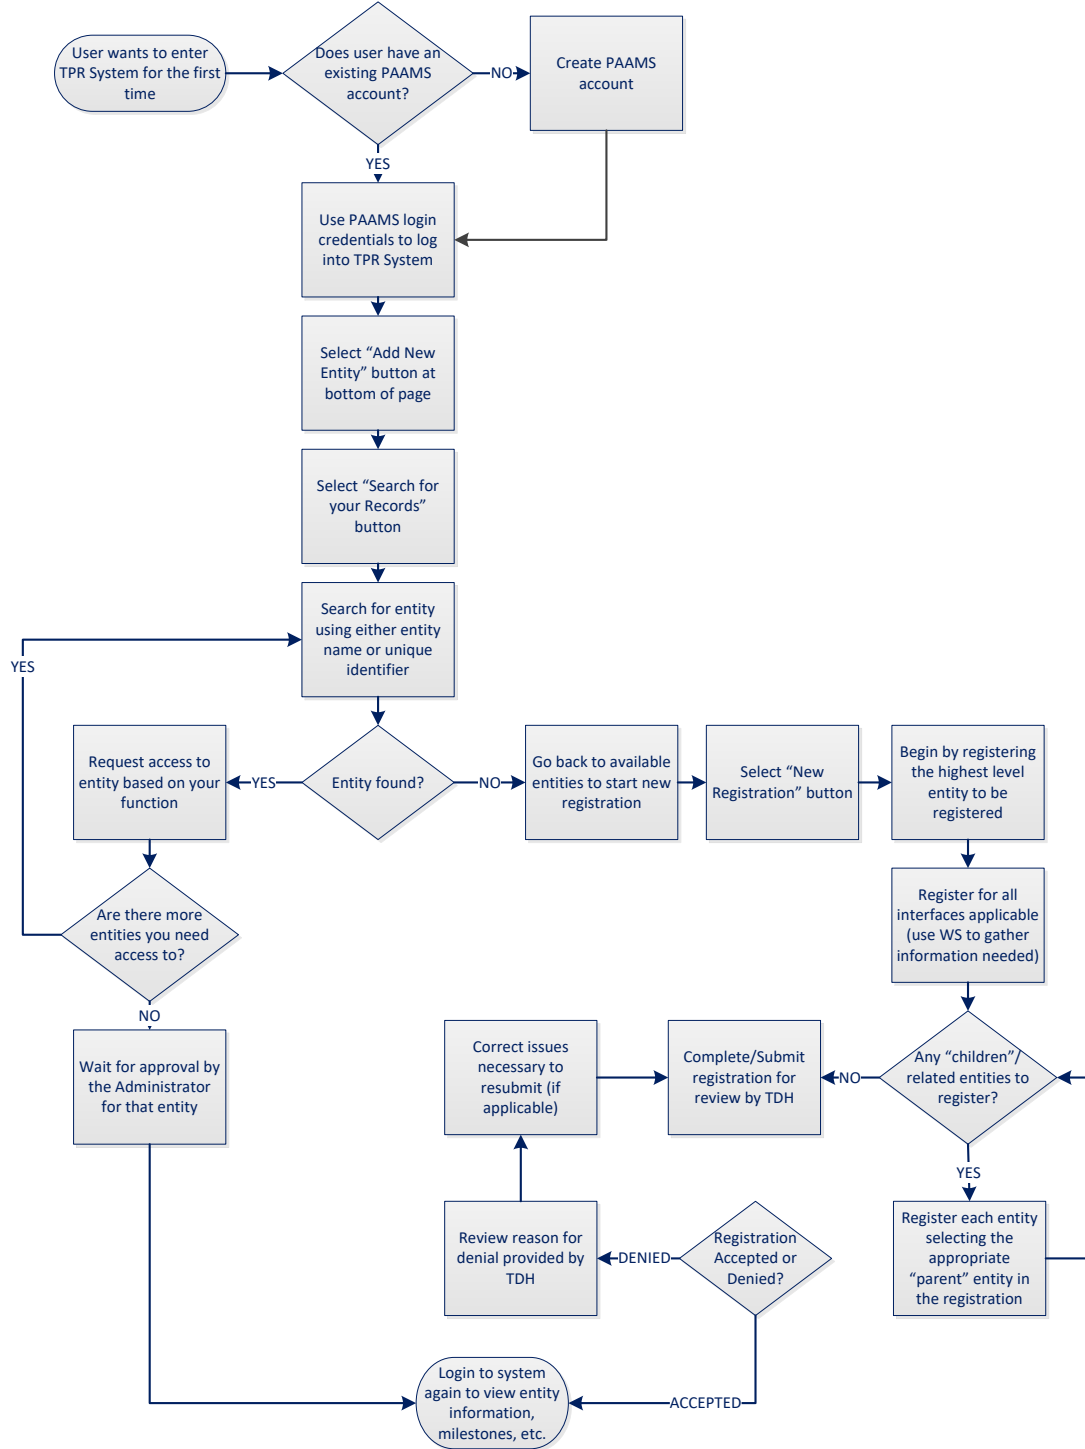 User wants to enter
TPR System for the first
time
Does user have an
existing PAAMS
account?
NO
Create PAAMS
account
YES
Use PAAMS login
credentials to log
into TPR System
Select “Add New
Entity” button at
bottom of page
Select “Search for
your Records”
button
Search for entity
using either entity
name or unique
identifier
YES
Request access to
entity based on your
function
YES
Entity found?
NO
Go back to available
entities to start new
registration
Select “New
Registration” button
Begin by registering
the highest level
entity to be
registered
Are there more
entities you need
access to?
Register for all
interfaces applicable
(use WS to gather
information needed)
NO
Wait for approval by
the Administrator
for that entity
Correct issues
necessary to
resubmit (if
applicable)
Complete/Submit
registration for
review by TDH
NO
Any “children”/
related entities to
register?
YES
Review reason for
denial provided by
TDH
DENIED
Registration
Accepted or
Denied?
Register each entity
selecting the
appropriate
“parent” entity in
the registration
Login to system
again to view entity
information,
milestones, etc.
ACCEPTED